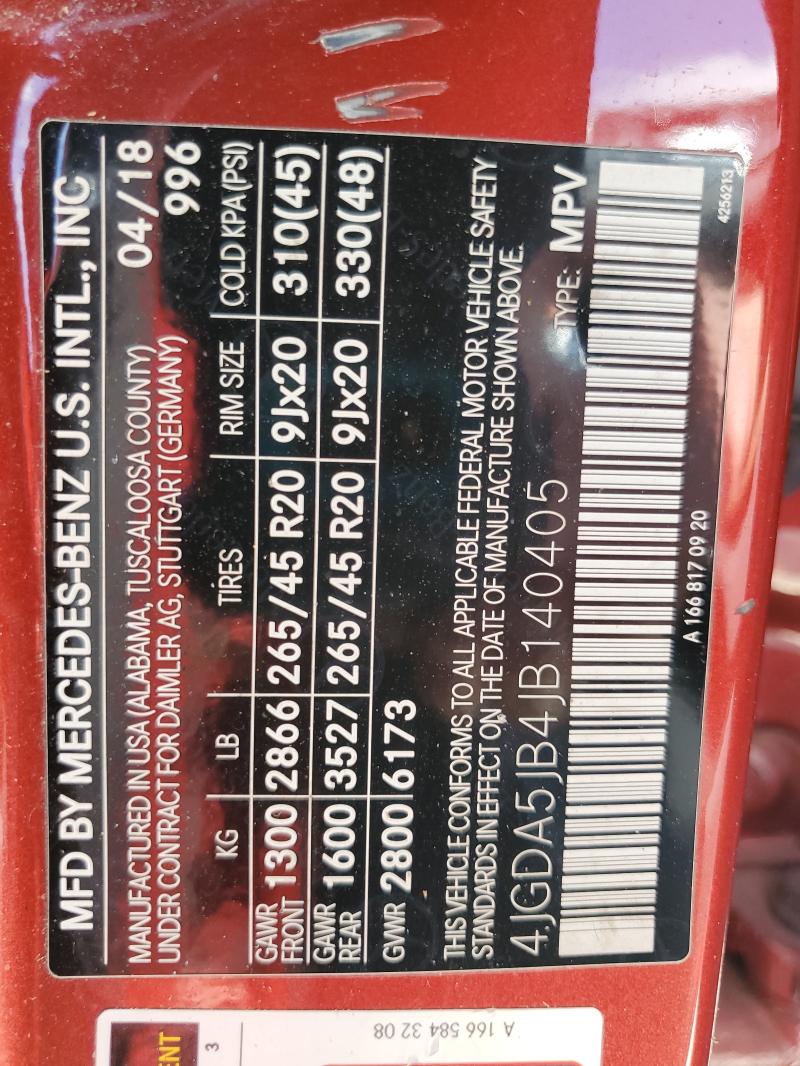 MFD BY MERCEDES-BENZ U.S. INTL., INC
MANUFACTURED IN USA (ALABAMA, TUSCALOOSA COUNTY) 04/18
UNDER CONTRACT FOR DAIMLER AG, STUTTGART (GERMANY) 996
KG LB TIRES RIM SIZE COLD KPA (PSI)
GAWR FRONT 1300 2866 265/45 R20 9Jx20 310(45)
GAWR REAR 1600 3527 265/45 R20 9Jx20 330(48)
GVWR 2800 6173
THIS VEHICLE CONFORMS TO ALL APPLICABLE FEDERAL MOTOR VEHICLE SAFETY
STANDARDS IN EFFECT ON THE DATE OF MANUFACTURE SHOWN ABOVE.
4JGDA5JB4JB140405 TYPE: MPV
A 166 817 09 20 4256213
ENT
3
A 166 584 32 08